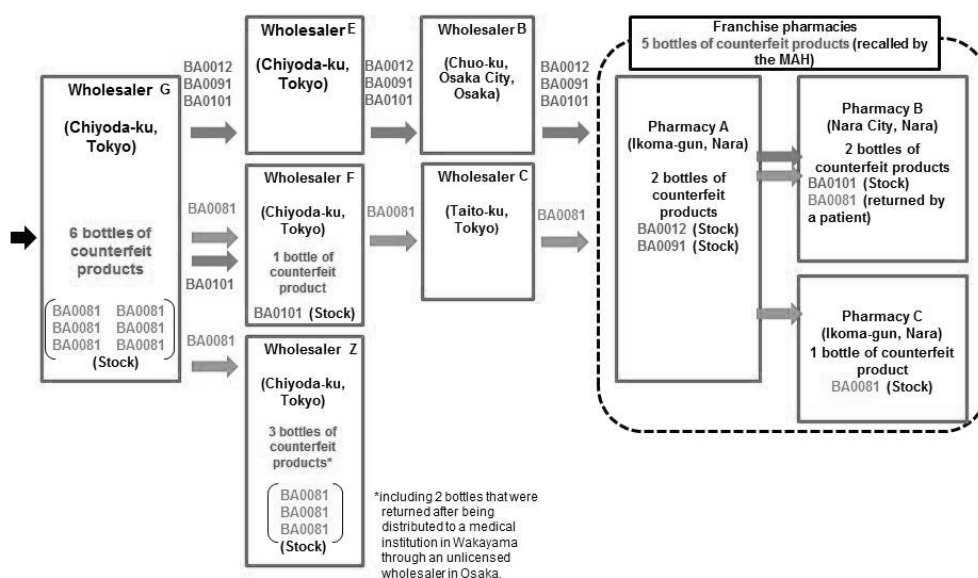 Wholesaler G
(Chiyoda-ku,
Tokyo)
6 bottles of
counterfeit
products
BA0081 BA0081
BA0081 BA0081
BA0081 BA0081
(Stock)
BA0012
BA0091
BA0101
Wholesaler
E
(Chiyoda-ku,
Tokyo)
BA0012
BA0091
BA0101
Wholesaler
B
(Chuo-ku,
Osaka City,
Osaka)
BA0012
BA0091
BA0101
BA0081
BA0101
Wholesaler F
(Chiyoda-ku,
Tokyo)
1 bottle of
counterfeit
product
BA0101 (Stock)
BA0081
Wholesaler C
(Taito-ku,
Tokyo)
BA0081
BA0081
Wholesaler Z
(Chiyoda-ku,
Tokyo)
3 bottles of
counterfeit
products*
BA0081
BA0081
BA0081
(Stock)
*including 2 bottles that were
returned after being
distributed to a medical
institution in Wakayama
through an unlicensed
wholesaler in Osaka.
Franchise pharmacies
5 bottles of counterfeit products (recalled by
the MAH)
Pharmacy A
(Ikoma-gun, Nara)
2 bottles of
counterfeit
products
BA0012 (Stock)
BA0091 (Stock)
Pharmacy B
(Nara City, Nara)
2 bottles of
counterfeit products
BA0101 (Stock)
BA0081 (returned by
a patient)
Pharmacy C
(Ikoma-gun, Nara)
1 bottle of counterfeit
product
BA0081 (Stock)